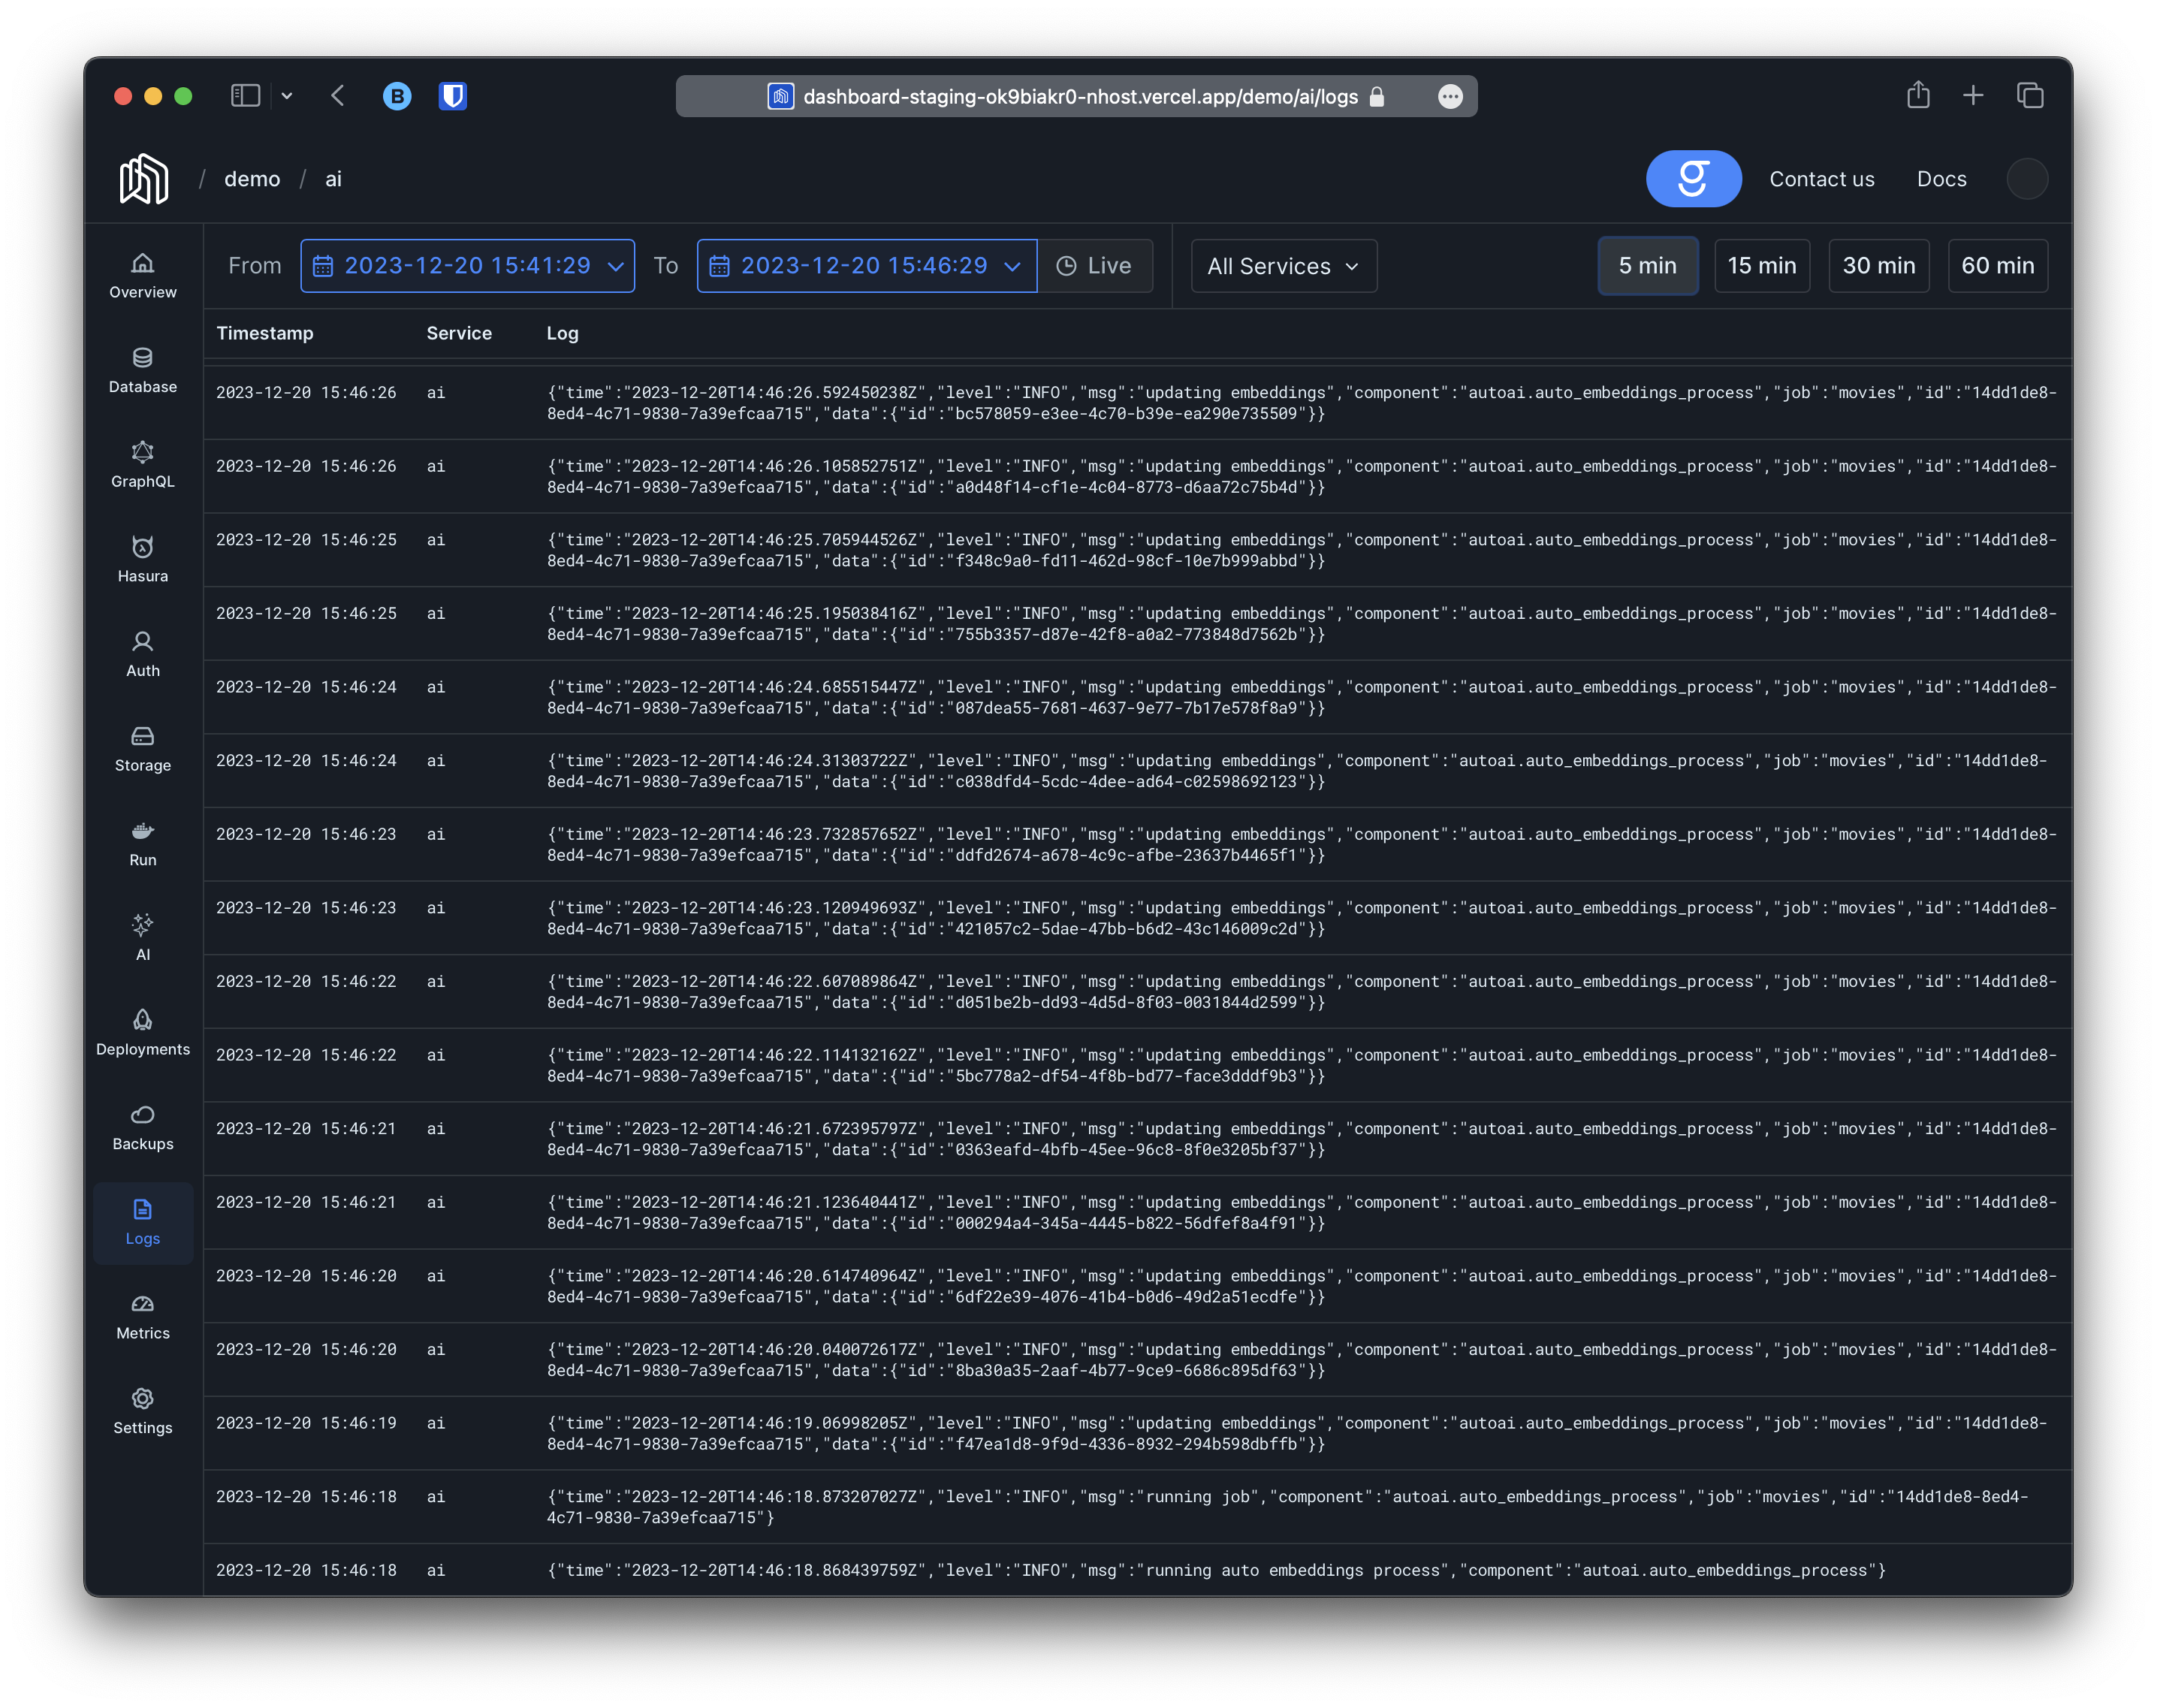 B
dashboard-staging-ok9biakr0-nhost.vercel.app/demo/ai/logs
/ demo / ai
Contact us
Docs
From
2023-12-20 15:41:29
To
2023-12-20 15:46:29
Live
All Services
5 min
15 min
30 min
60 min
Overview
Database
GraphQL
Hasura
Auth
Storage
Run
AI
Deployments
Backups
Logs
Metrics
Settings
Timestamp Service Log
2023-12-20 15:46:26 ai {"time":"2023-12-20T14:46:26.592450238Z","level":"INFO","msg":"updating embeddings","component":"autoai.auto_embeddings_process","job":"movies","id":"14dd1de8-
8ed4-4c71-9830-7a39efcaa715","data":{"id":"bc578059-e3ee-4c70-b39e-ea290e735509"}}
2023-12-20 15:46:26 ai {"time":"2023-12-20T14:46:26.105852751Z","level":"INFO","msg":"updating embeddings","component":"autoai.auto_embeddings_process","job":"movies","id":"14dd1de8-
8ed4-4c71-9830-7a39efcaa715","data":{"id":"a0d48f14-cf1e-4c04-8773-d6aa72c75b4d"}}
2023-12-20 15:46:25 ai {"time":"2023-12-20T14:46:25.705944526Z","level":"INFO","msg":"updating embeddings","component":"autoai.auto_embeddings_process","job":"movies","id":"14dd1de8-
8ed4-4c71-9830-7a39efcaa715","data":{"id":"f348c9a0-fd11-462d-98cf-10e7b999abbd"}}
2023-12-20 15:46:25 ai {"time":"2023-12-20T14:46:25.195038416Z","level":"INFO","msg":"updating embeddings","component":"autoai.auto_embeddings_process","job":"movies","id":"14dd1de8-
8ed4-4c71-9830-7a39efcaa715","data":{"id":"755b3357-d87e-42f8-a0a2-773848d7562b"}}
2023-12-20 15:46:24 ai {"time":"2023-12-20T14:46:24.685515447Z","level":"INFO","msg":"updating embeddings","component":"autoai.auto_embeddings_process","job":"movies","id":"14dd1de8-
8ed4-4c71-9830-7a39efcaa715","data":{"id":"087dea55-7681-4637-9e77-7b17e578f8a9"}}
2023-12-20 15:46:24 ai {"time":"2023-12-20T14:46:24.31303722Z","level":"INFO","msg":"updating embeddings","component":"autoai.auto_embeddings_process","job":"movies","id":"14dd1de8-
8ed4-4c71-9830-7a39efcaa715","data":{"id":"c038dfd4-5cdc-4dee-ad64-c02598692123"}}
2023-12-20 15:46:23 ai {"time":"2023-12-20T14:46:23.732857652Z","level":"INFO","msg":"updating embeddings","component":"autoai.auto_embeddings_process","job":"movies","id":"14dd1de8-
8ed4-4c71-9830-7a39efcaa715","data":{"id":"ddfd2674-a678-4c9c-afbe-23637b4465f1"}}
2023-12-20 15:46:23 ai {"time":"2023-12-20T14:46:23.120949693Z","level":"INFO","msg":"updating embeddings","component":"autoai.auto_embeddings_process","job":"movies","id":"14dd1de8-
8ed4-4c71-9830-7a39efcaa715","data":{"id":"421057c2-5dae-47bb-b6d2-43c146009c2d"}}
2023-12-20 15:46:22 ai {"time":"2023-12-20T14:46:22.607089864Z","level":"INFO","msg":"updating embeddings","component":"autoai.auto_embeddings_process","job":"movies","id":"14dd1de8-
8ed4-4c71-9830-7a39efcaa715","data":{"id":"d051be2b-dd93-4d5d-8f03-0031844d2599"}}
2023-12-20 15:46:22 ai {"time":"2023-12-20T14:46:22.114132162Z","level":"INFO","msg":"updating embeddings","component":"autoai.auto_embeddings_process","job":"movies","id":"14dd1de8-
8ed4-4c71-9830-7a39efcaa715","data":{"id":"5bc778a2-df54-4f8b-bd77-face3dddf9b3"}}
2023-12-20 15:46:21 ai {"time":"2023-12-20T14:46:21.672395797Z","level":"INFO","msg":"updating embeddings","component":"autoai.auto_embeddings_process","job":"movies","id":"14dd1de8-
8ed4-4c71-9830-7a39efcaa715","data":{"id":"0363eafd-4bfb-45ee-96c8-8f0e3205bf37"}}
2023-12-20 15:46:21 ai {"time":"2023-12-20T14:46:21.123640441Z","level":"INFO","msg":"updating embeddings","component":"autoai.auto_embeddings_process","job":"movies","id":"14dd1de8-
8ed4-4c71-9830-7a39efcaa715","data":{"id":"000294a4-345a-4445-b822-56dfef8a4f91"}}
2023-12-20 15:46:20 ai {"time":"2023-12-20T14:46:20.614740964Z","level":"INFO","msg":"updating embeddings","component":"autoai.auto_embeddings_process","job":"movies","id":"14dd1de8-
8ed4-4c71-9830-7a39efcaa715","data":{"id":"6df22e39-4076-41b4-b0d6-49d2a51ecdfe"}}
2023-12-20 15:46:20 ai {"time":"2023-12-20T14:46:20.040072617Z","level":"INFO","msg":"updating embeddings","component":"autoai.auto_embeddings_process","job":"movies","id":"14dd1de8-
8ed4-4c71-9830-7a39efcaa715","data":{"id":"8ba30a35-2aaf-4b77-9ce9-6686c895df63"}}
2023-12-20 15:46:19 ai {"time":"2023-12-20T14:46:19.06998205Z","level":"INFO","msg":"updating embeddings","component":"autoai.auto_embeddings_process","job":"movies","id":"14dd1de8-
8ed4-4c71-9830-7a39efcaa715","data":{"id":"f47ea1d8-9f9d-4336-8932-294b598dbffb"}}
2023-12-20 15:46:18 ai {"time":"2023-12-20T14:46:18.873207027Z","level":"INFO","msg":"running job","component":"autoai.auto_embeddings_process","job":"movies","id":"14dd1de8-8ed4-
4c71-9830-7a39efcaa715"}
2023-12-20 15:46:18 ai {"time":"2023-12-20T14:46:18.868439759Z","level":"INFO","msg":"running auto embeddings process","component":"autoai.auto_embeddings_process"}